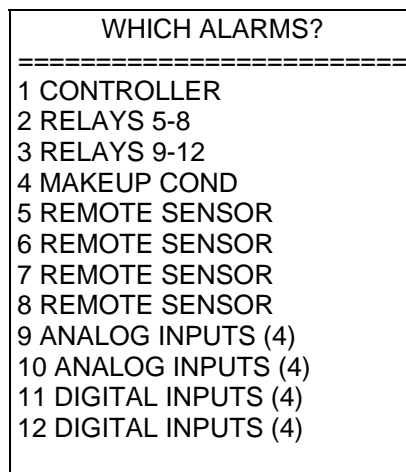 WHICH ALARMS?
=========================
1 CONTROLLER
2 RELAYS 5-8
3 RELAYS 9-12
4 MAKEUP COND
5 REMOTE SENSOR
6 REMOTE SENSOR
7 REMOTE SENSOR
8 REMOTE SENSOR
9 ANALOG INPUTS (4)
10 ANALOG INPUTS (4)
11 DIGITAL INPUTS (4)
12 DIGITAL INPUTS (4)